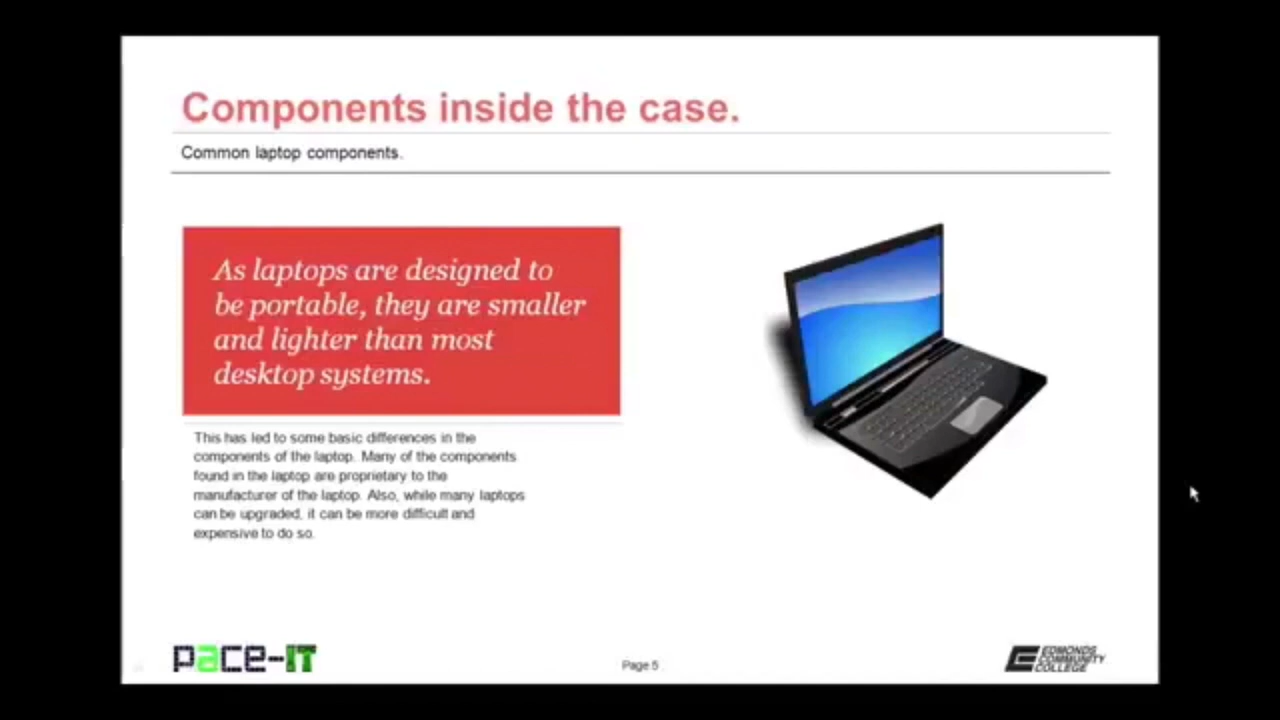 Components inside the case.
Common laptop components.
As laptops are designed to
be portable, they are smaller
and lighter than most
desktop systems.
This has led to some basic differences in the
components of the laptop. Many of the components
found in the laptop are proprietary to the
manufacturer of the laptop. Also, while many laptops
can be upgraded, it can be more difficult and
expensive to do so.
pace-IT
Page 5
EDMONDS
COMMUNITY
COLLEGE